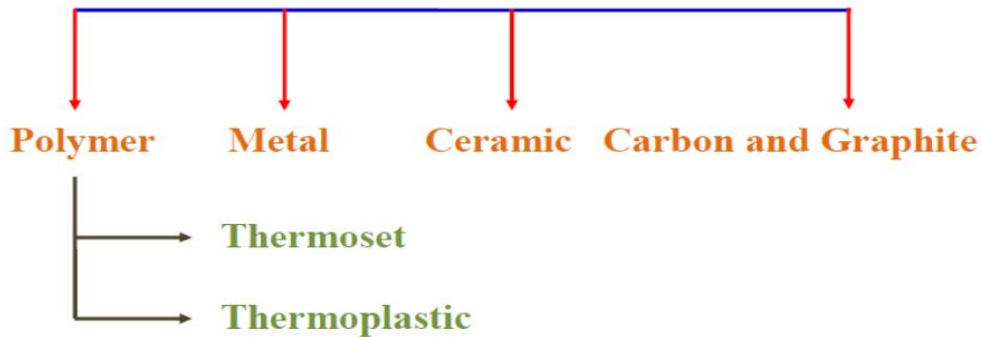 Polymer Metal Ceramic Carbon and Graphite
Thermoset
Thermoplastic